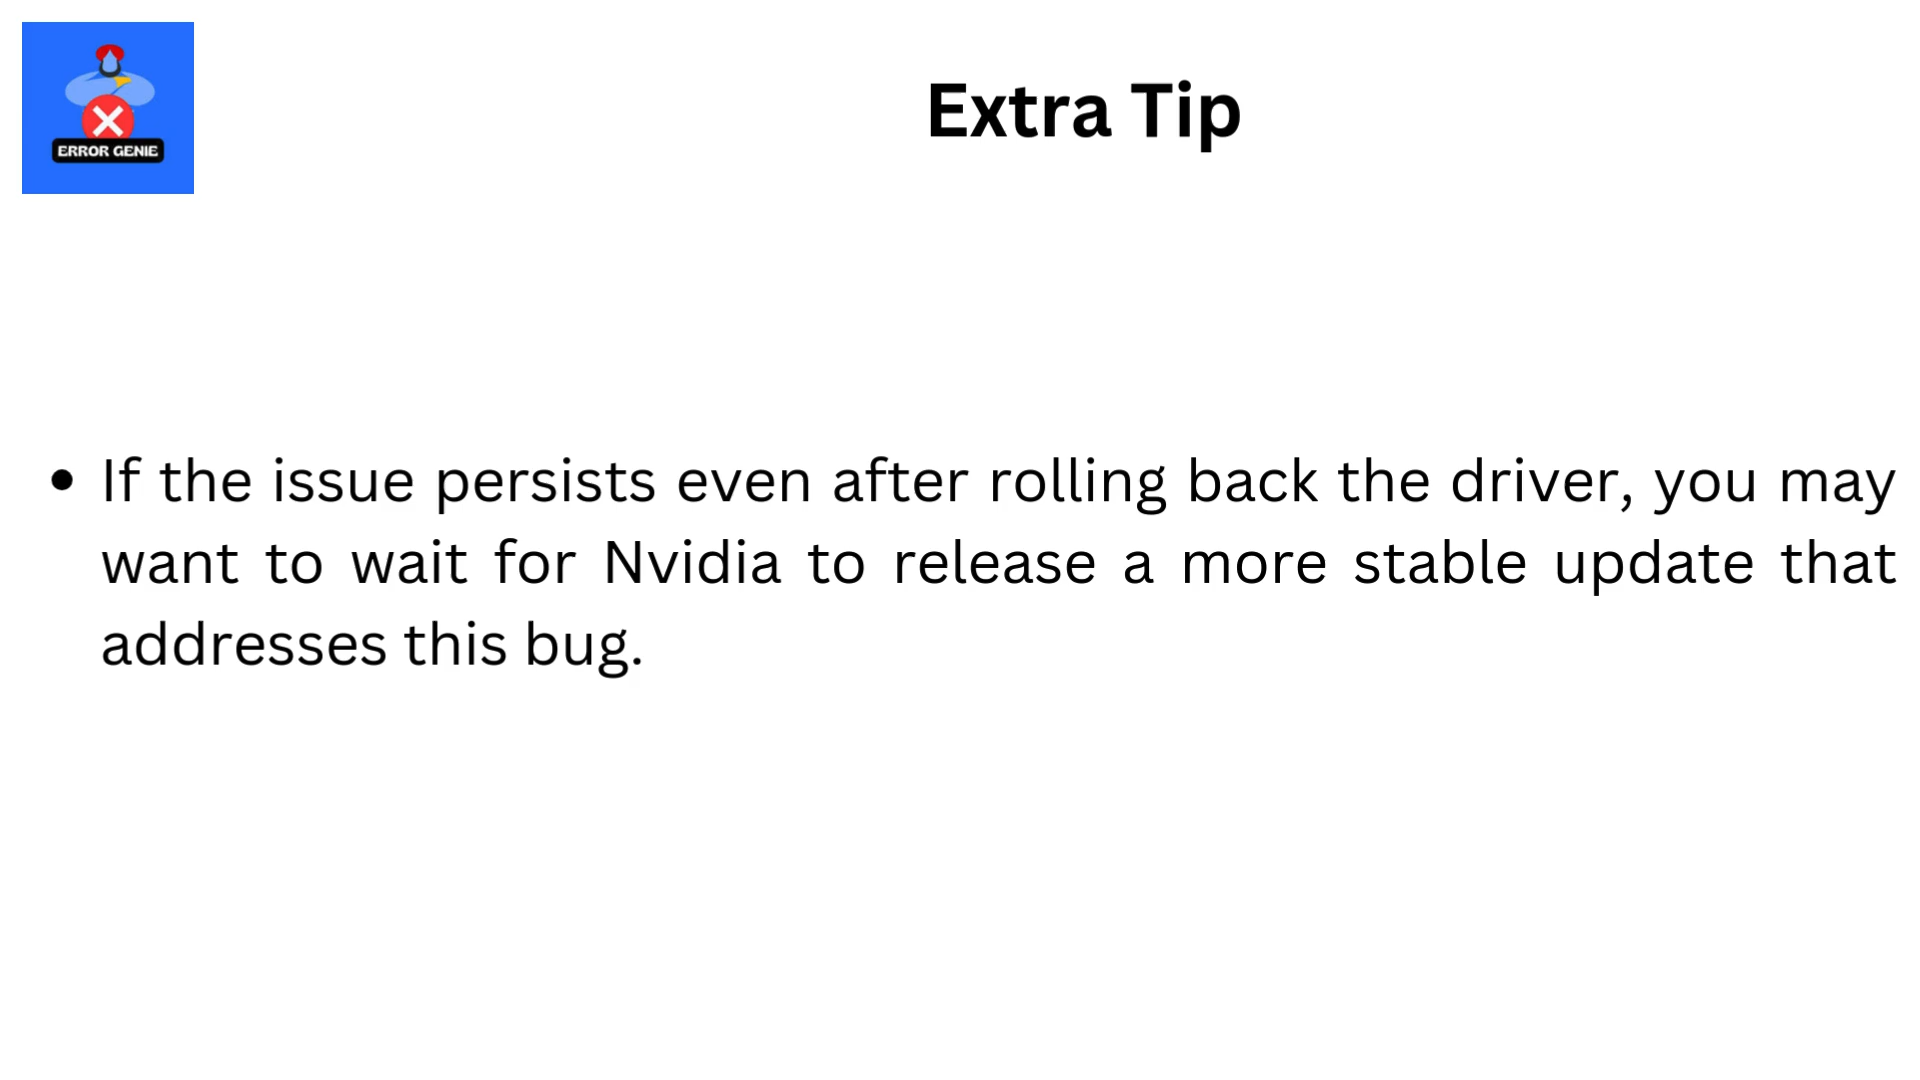 ERROR GENIE
Extra Tip
• If the issue persists even after rolling back the driver, you may
want to wait for Nvidia to release a more stable update that
addresses this bug.